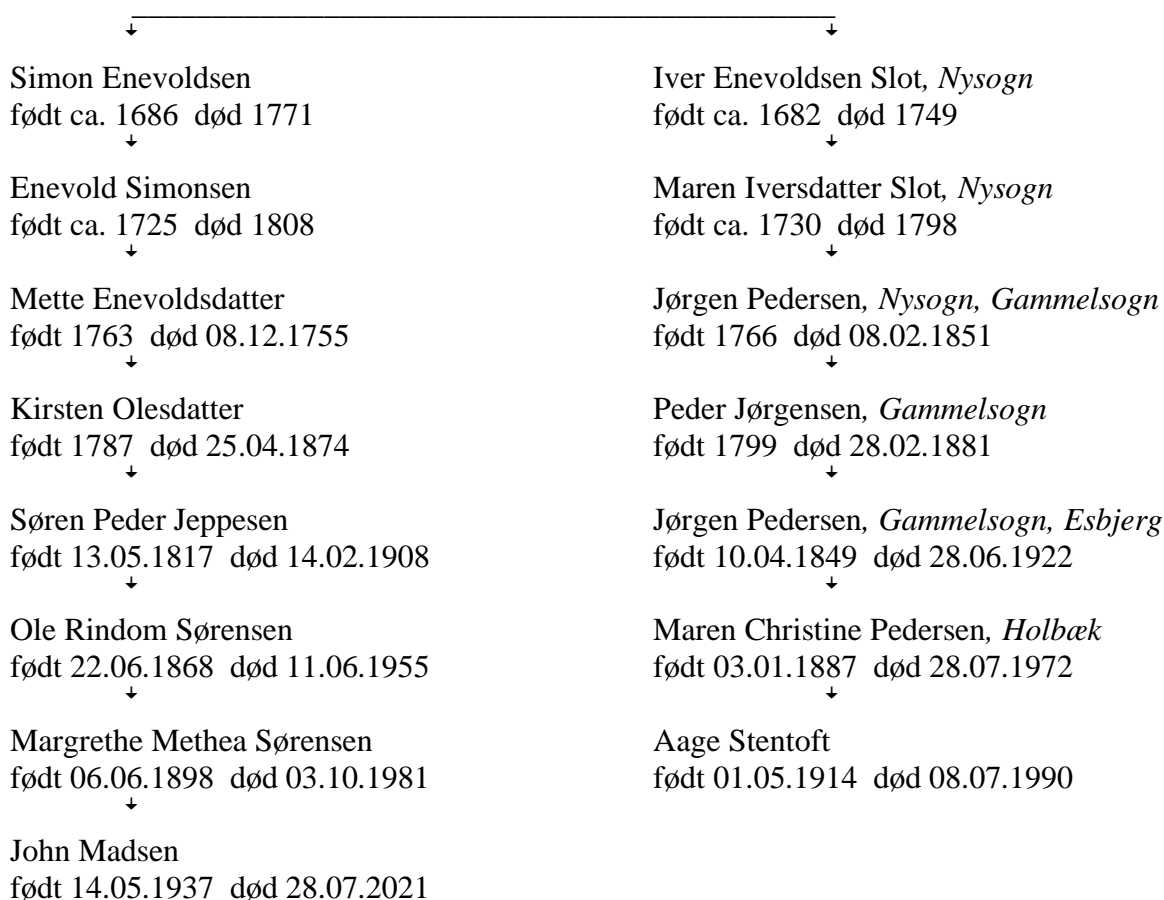 Simon Enevoldsen
født ca. 1686  død 1771
Enevold Simonsen
født ca. 1725  død 1808
Mette Enevoldsdatter
født 1763  død 08.12.1755
Kirsten Olesdatter
født 1787  død 25.04.1874
Søren Peder Jeppesen
født 13.05.1817  død 14.02.1908
Ole Rindom Sørensen
født 22.06.1868  død 11.06.1955
Margrethe Methea Sørensen
født 06.06.1898  død 03.10.1981
John Madsen
født 14.05.1937  død 28.07.2021
Iver Enevoldsen Slot, Nysogn
født ca. 1682  død 1749
Maren Iversdatter Slot, Nysogn
født ca. 1730  død 1798
Jørgen Pedersen, Nysogn, Gammelsogn
født 1766  død 08.02.1851
Peder Jørgensen, Gammelsogn
født 1799  død 28.02.1881
Jørgen Pedersen, Gammelsogn, Esbjerg
født 10.04.1849  død 28.06.1922
Maren Christine Pedersen, Holbæk
født 03.01.1887  død 28.07.1972
Aage Stentoft
født 01.05.1914  død 08.07.1990